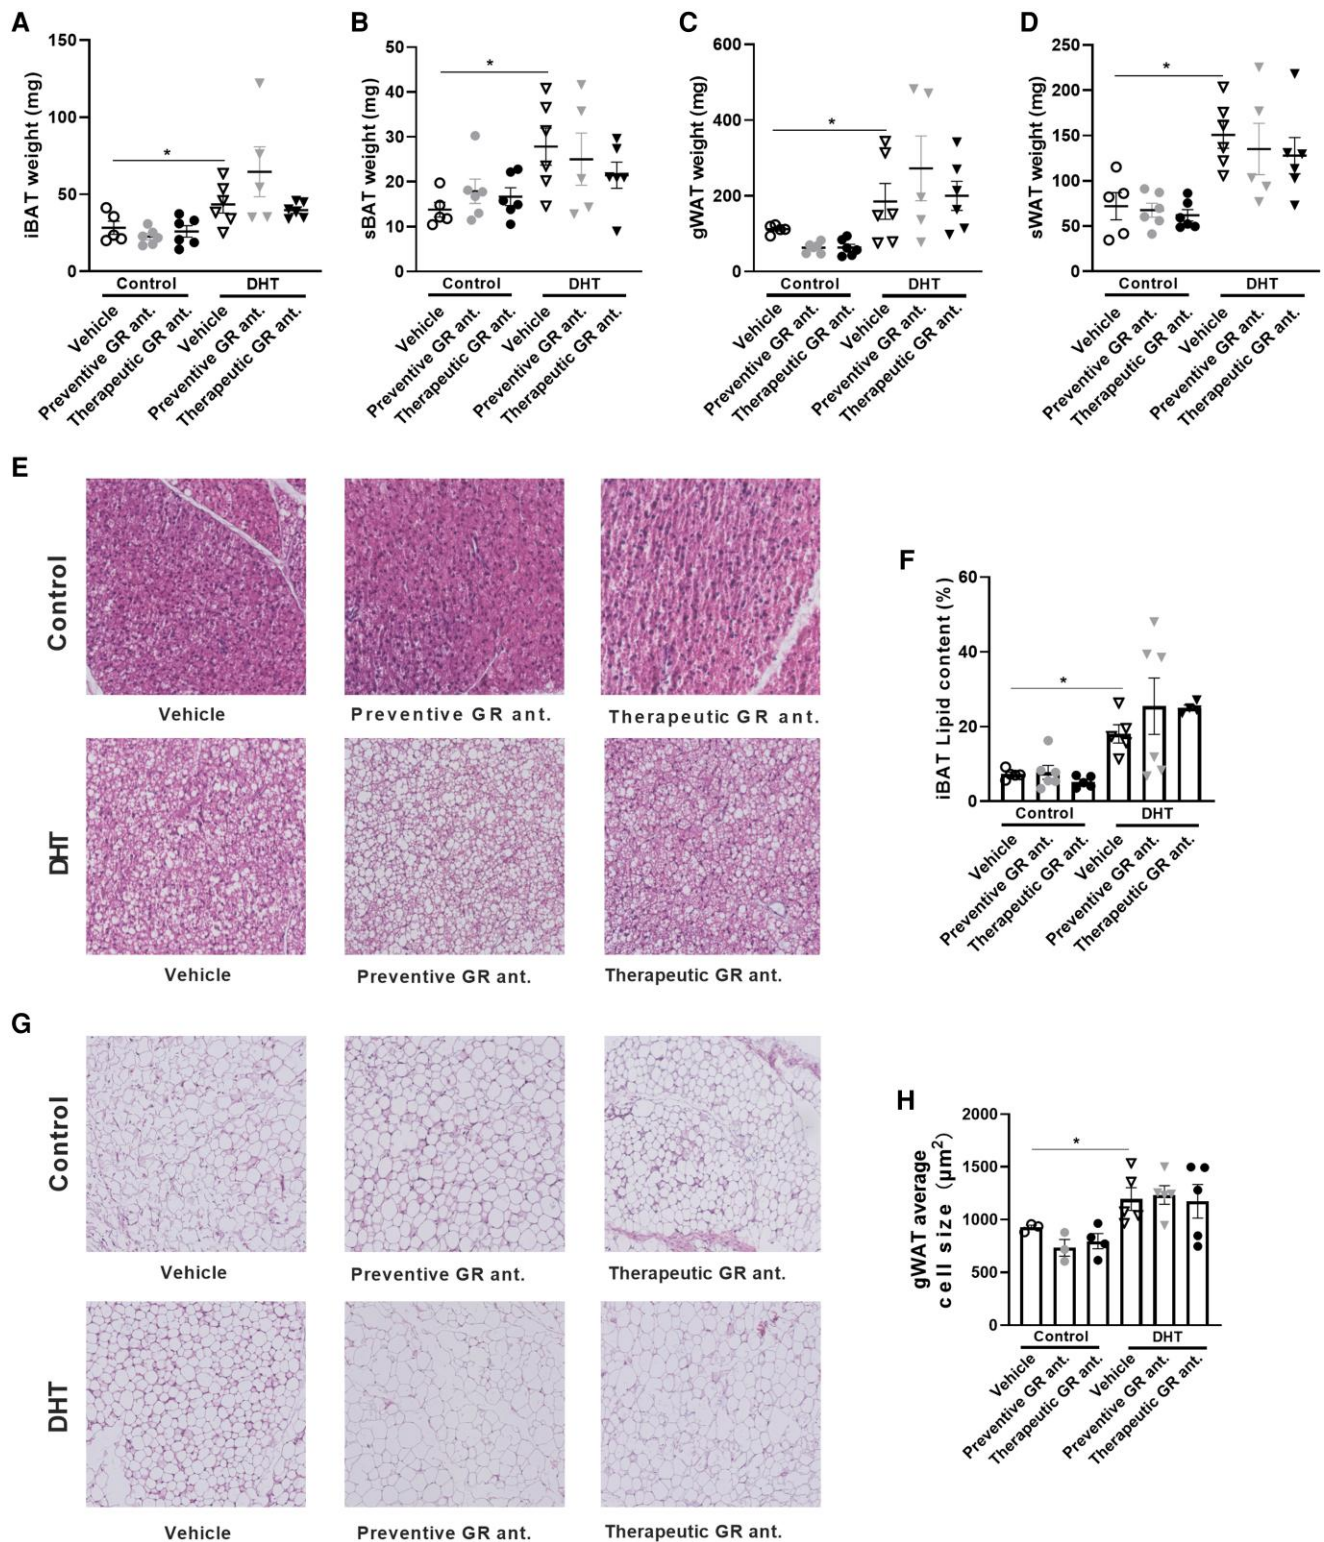 A
iBAT weight (mg)
150
100
50
0
*
Control
DHT
Vehicle
Preventive GR ant.
Therapeutic GR ant.
Vehicle
Preventive GR ant.
Therapeutic GR ant.
B
sBAT weight (mg)
50
40
30
20
10
0
*
Control
DHT
Vehicle
Preventive GR ant.
Therapeutic GR ant.
Vehicle
Preventive GR ant.
Therapeutic GR ant.
C
gWAT weight (mg)
600
400
200
0
*
Control
DHT
Vehicle
Preventive GR ant.
Therapeutic GR ant.
Vehicle
Preventive GR ant.
Therapeutic GR ant.
D
sWAT weight (mg)
250
200
150
100
50
0
*
Control
DHT
Vehicle
Preventive GR ant.
Therapeutic GR ant.
Vehicle
Preventive GR ant.
Therapeutic GR ant.
E
Control
Vehicle
Preventive GR ant.
Therapeutic GR ant.
DHT
Vehicle
Preventive GR ant.
Therapeutic GR ant.
F
iBAT Lipid content (%)
60
40
20
0
*
Control
DHT
Vehicle
Preventive GR ant.
Therapeutic GR ant.
Vehicle
Preventive GR ant.
Therapeutic GR ant.
G
Control
Vehicle
Preventive GR ant.
Therapeutic GR ant.
DHT
Vehicle
Preventive GR ant.
Therapeutic GR ant.
H
gWAT average
cell size (µm²)
2000
1500
1000
500
0
*
Control
DHT
Vehicle
Preventive GR ant.
Therapeutic GR ant.
Vehicle
Preventive GR ant.
Therapeutic GR ant.